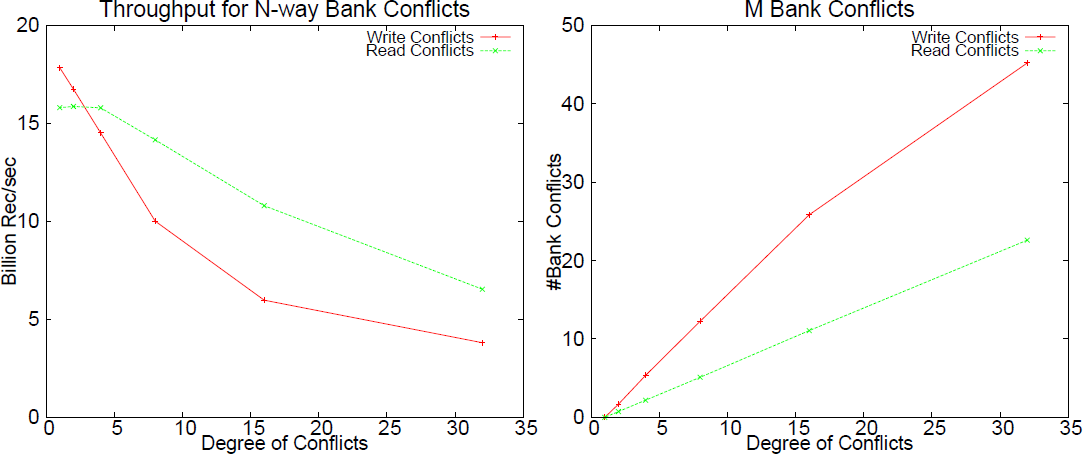 Throughput for N-way Bank Conflicts
20
15
10
5
0
Billion Rec/sec
Write Conflicts
Read Conflicts
0 5 10 15 20 25 30 35
Degree of Conflicts
M Bank Conflicts
50
40
30
20
10
0
#Bank Conflicts
Write Conflicts
Read Conflicts
0 5 10 15 20 25 30 35
Degree of Conflicts